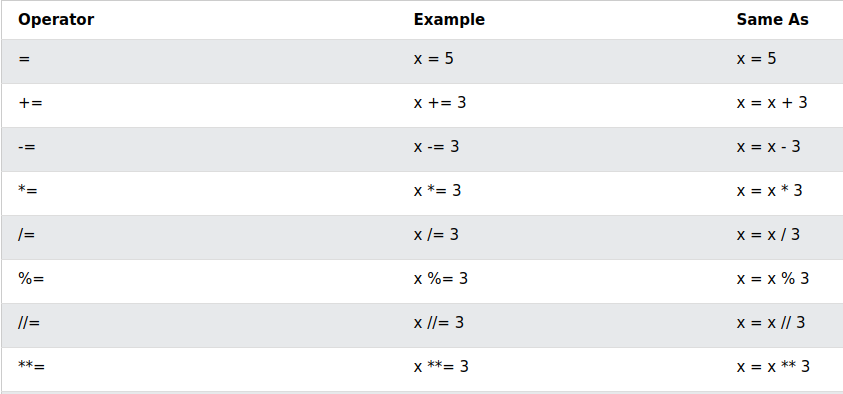 Operator Example Same As
= x = 5 x = 5
+= x += 3 x = x + 3
-= x -= 3 x = x - 3
*= x *= 3 x = x * 3
/= x /= 3 x = x / 3
%= x %= 3 x = x % 3
//= x //= 3 x = x // 3
**= x **= 3 x = x ** 3